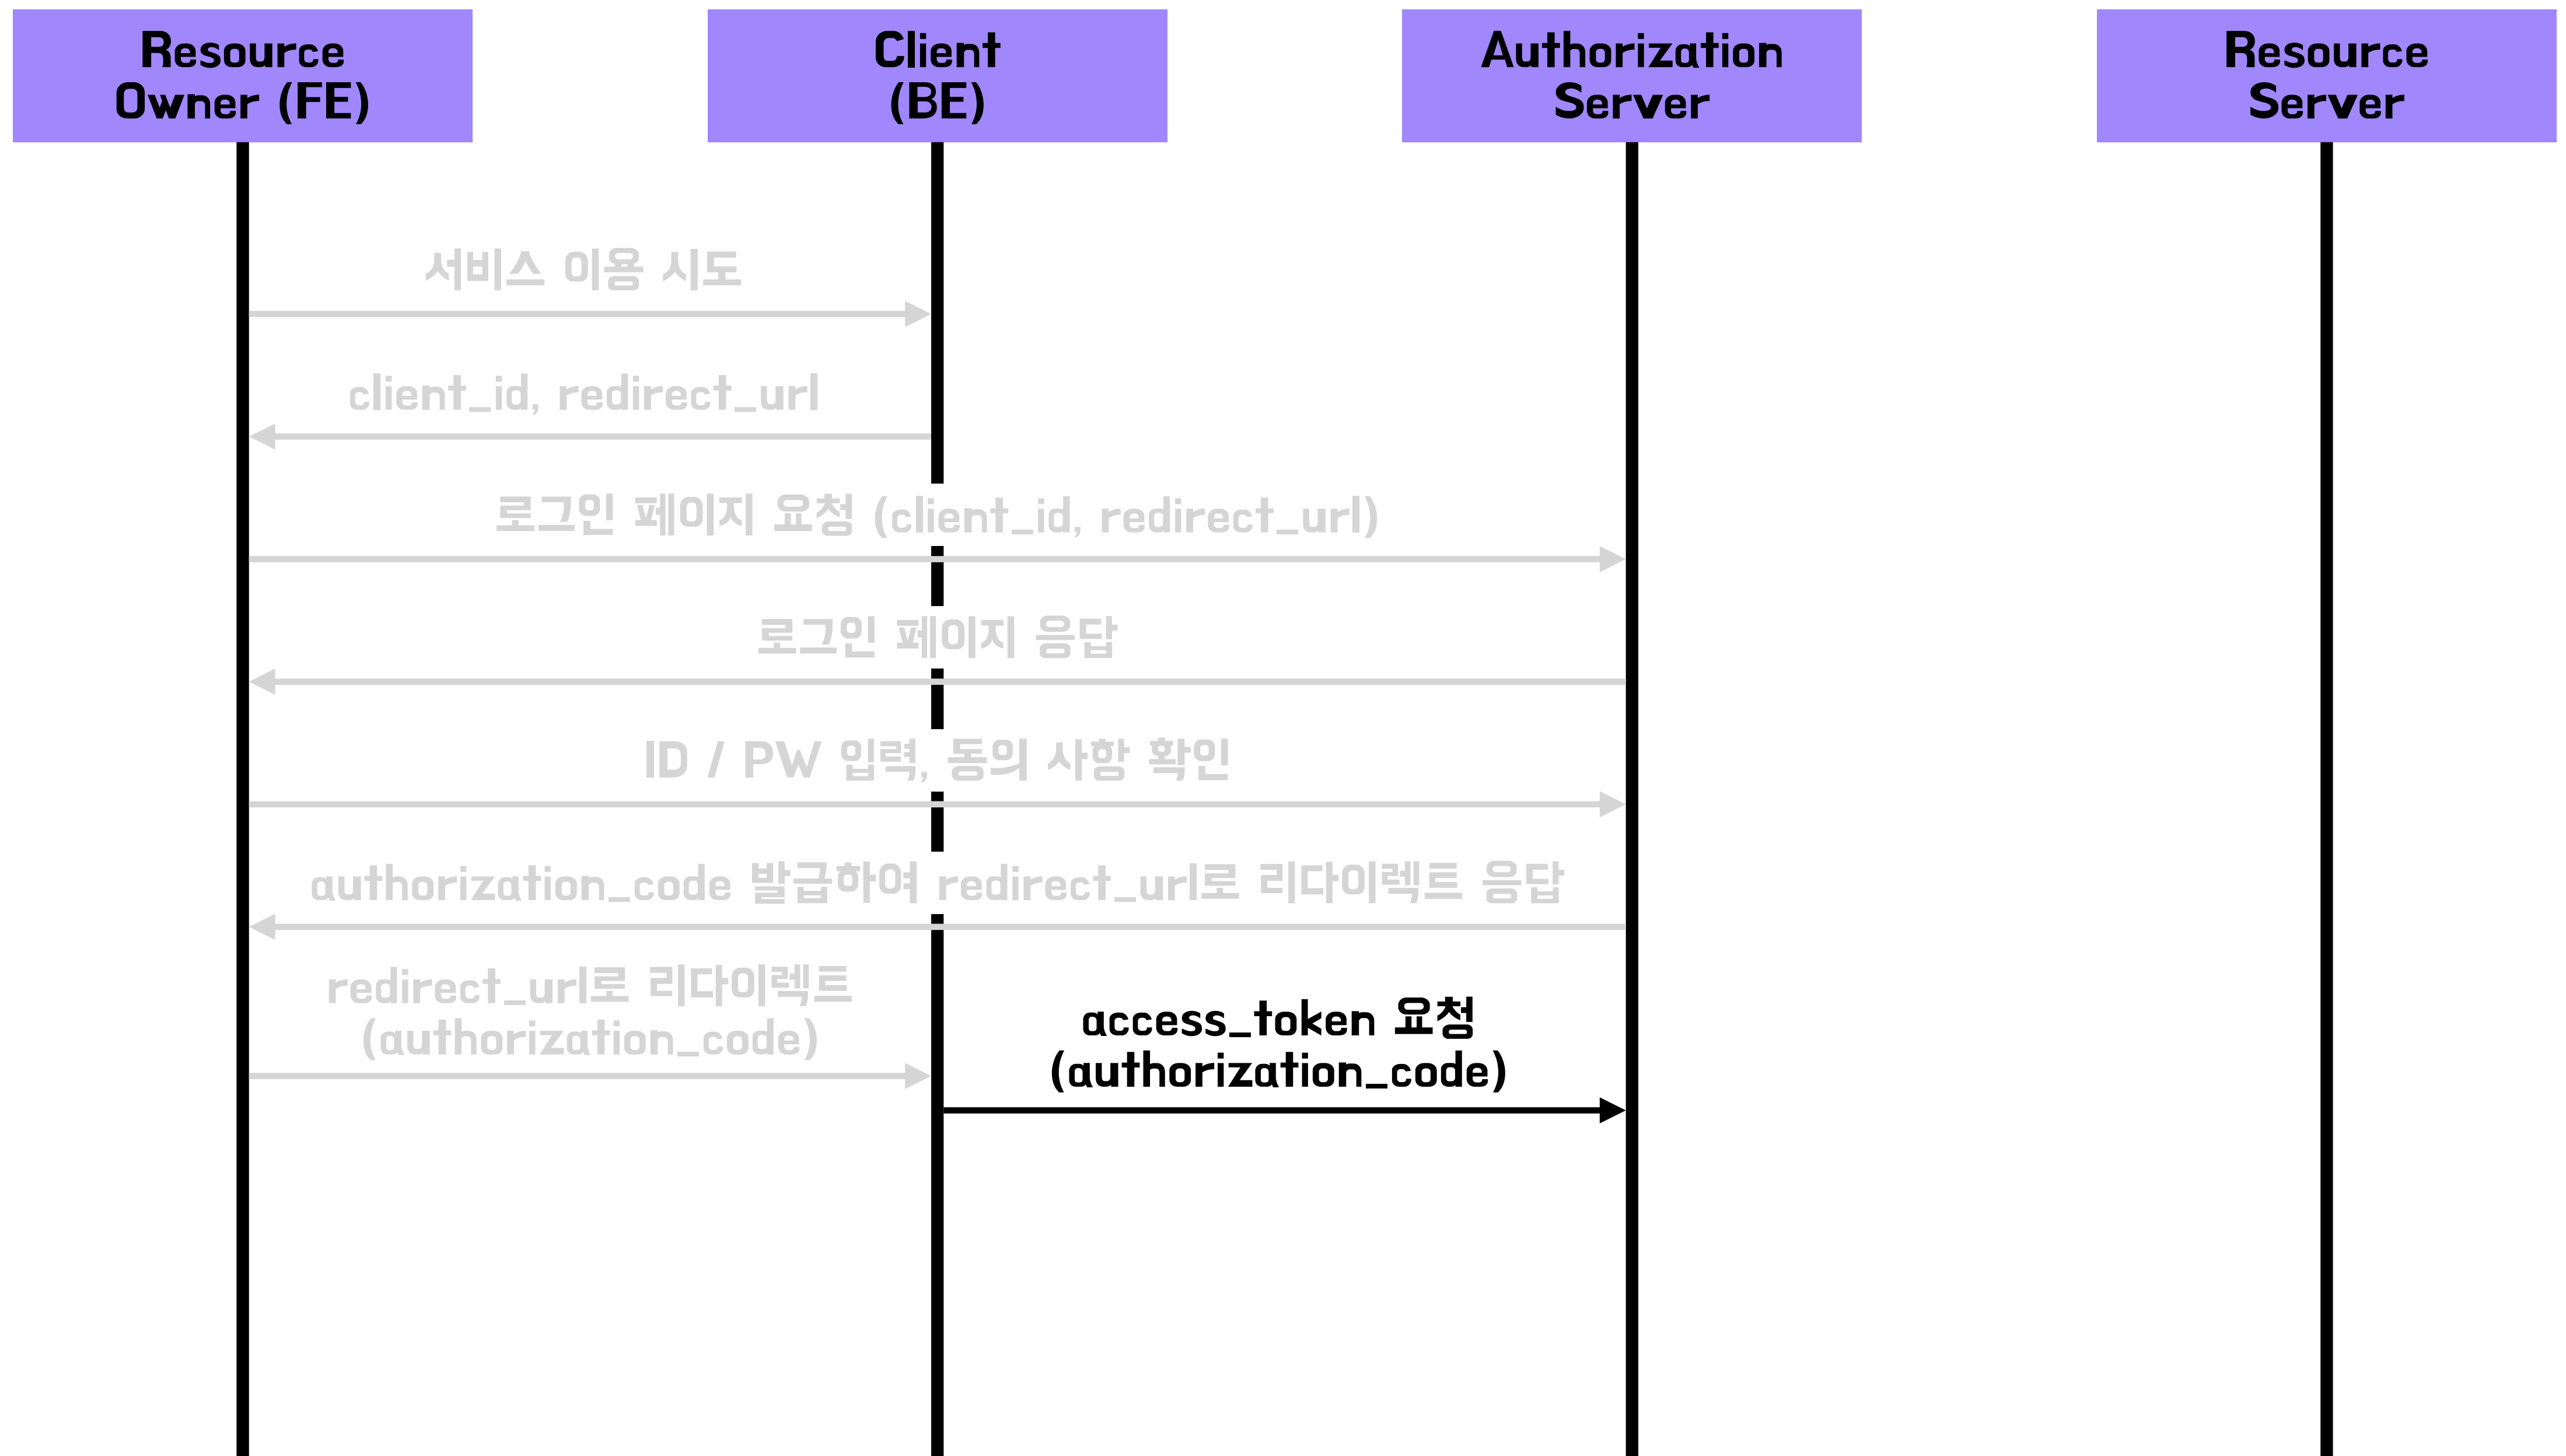 Resource
Owner (FE)
Client
(BE)
Authorization
Server
Resource
Server
서비스 이용 시도
client_id, redirect_url
로그인 페이지 요청 (client_id, redirect_url)
로그인 페이지 응답
ID / PW 입력, 동의 사항 확인
authorization_code 발급하여 redirect_url로 리다이렉트 응답
redirect_url로 리다이렉트
(authorization_code)
access_token 요청
(authorization_code)